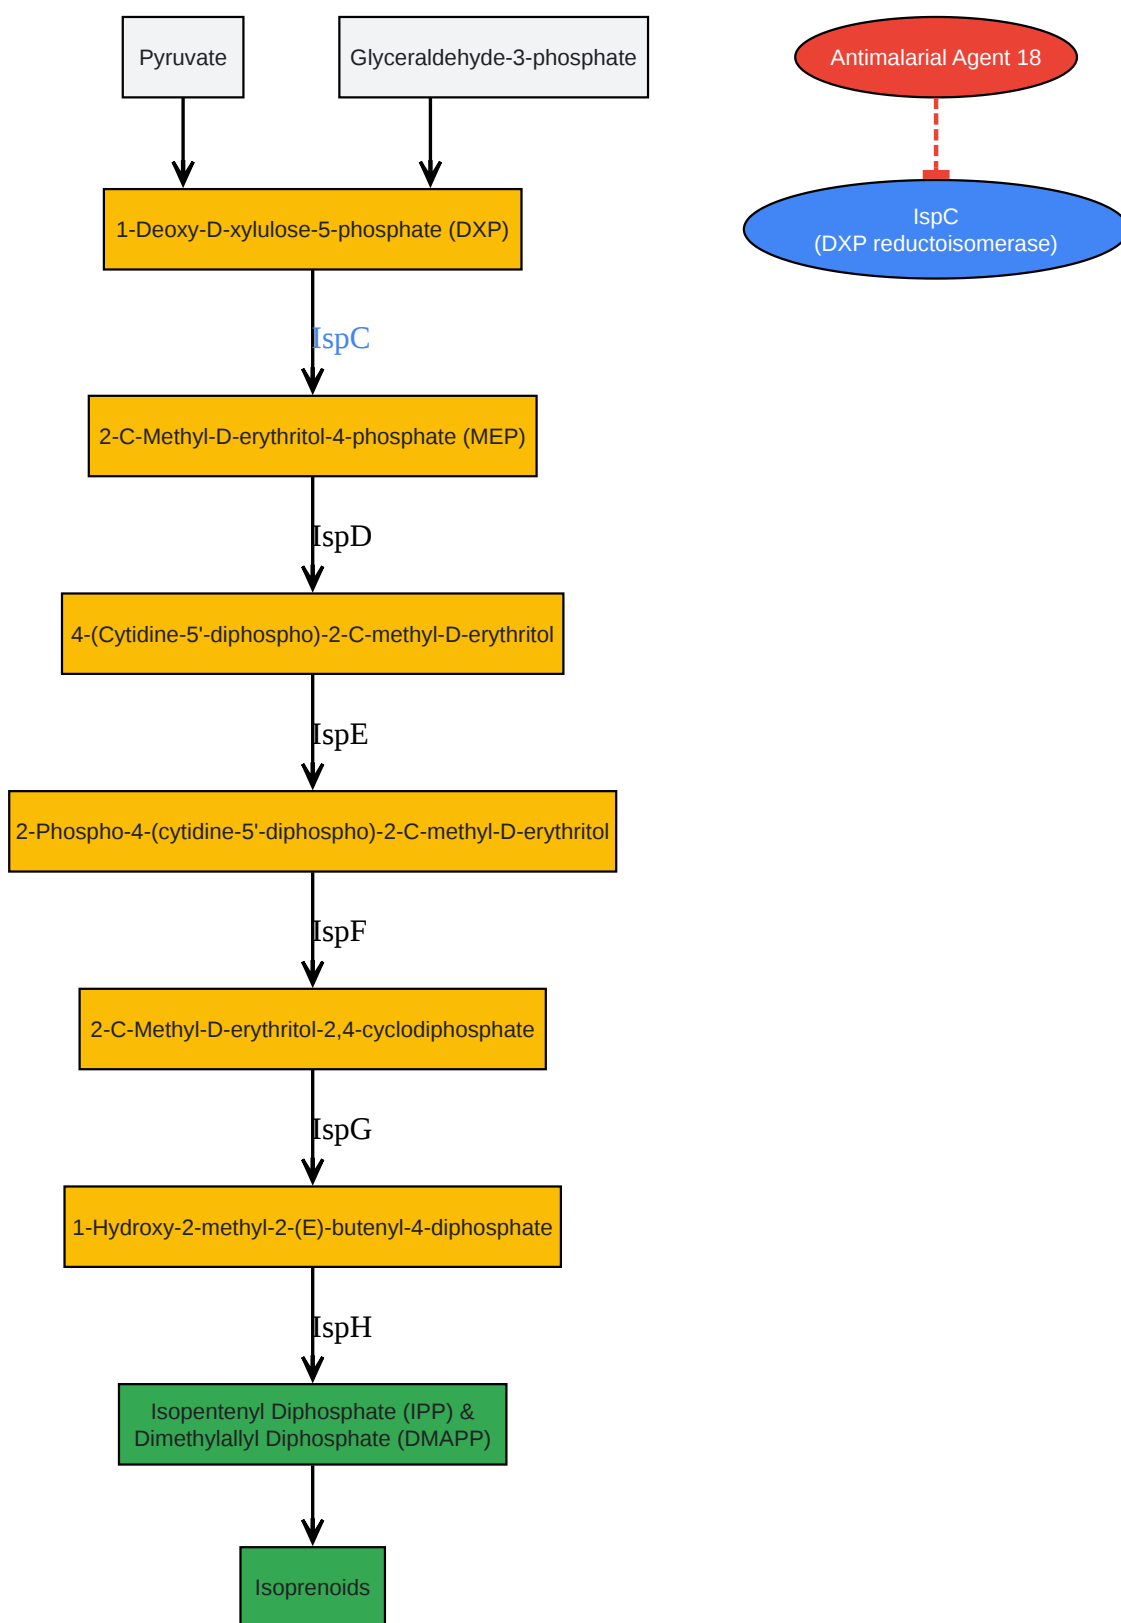 Pyruvate
Glyceraldehyde-3-phosphate
Antimalarial Agent 18
1-Deoxy-D-xylulose-5-phosphate (DXP)
IspC
(DXP reductoisomerase)
IspC
2-C-Methyl-D-erythritol-4-phosphate (MEP)
IspD
4-(Cytidine-5'-diphospho)-2-C-methyl-D-erythritol
IspE
2-Phospho-4-(cytidine-5'-diphospho)-2-C-methyl-D-erythritol
IspF
2-C-Methyl-D-erythritol-2,4-cyclodiphosphate
IspG
1-Hydroxy-2-methyl-2-(E)-butenyl-4-diphosphate
IspH
Isopentenyl Diphosphate (IPP) &
Dimethylallyl Diphosphate (DMAPP)
Isoprenoids